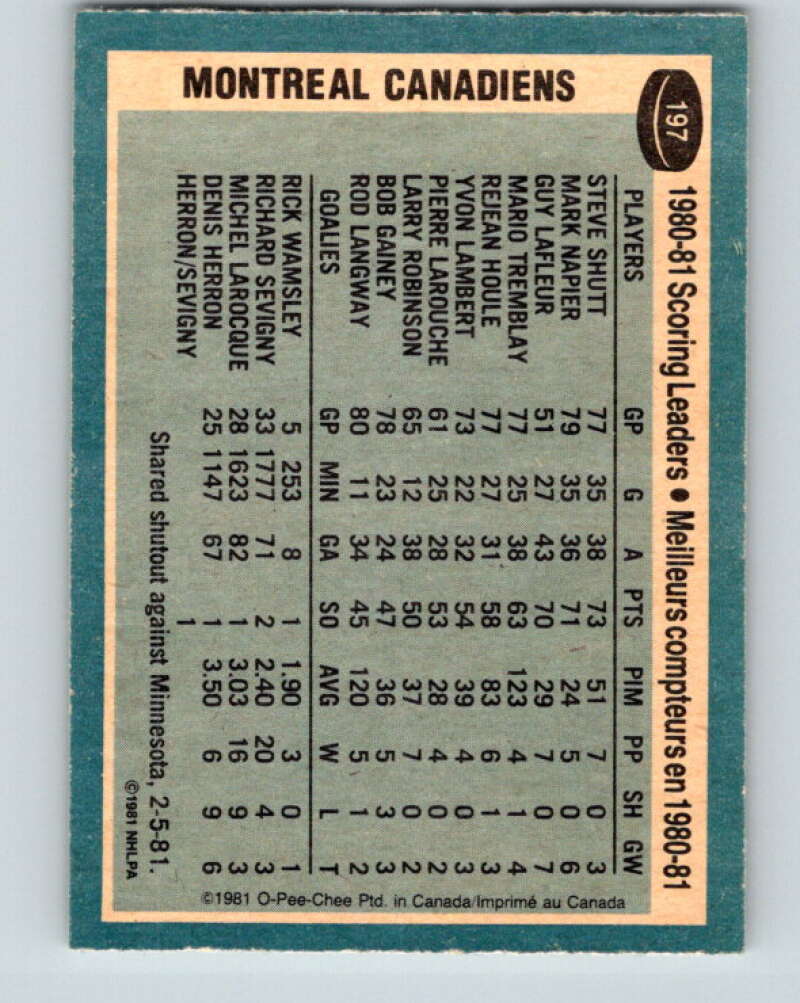 MONTREAL CANADIENS
197
1980-81 Scoring Leaders • Meilleurs compteurs en 1980-81
PLAYERS GP G A PTS PIM PP SH GW
STEVE SHUTT 77 35 38 73 51 7 0 3
MARK NAPIER 79 35 36 71 24 5 0 6
GUY LAFLEUR 51 27 43 70 29 7 0 7
MARIO TREMBLAY 77 25 38 63 123 4 1 4
REJEAN HOULE 77 27 31 58 83 6 1 3
YVON LAMBERT 73 22 32 54 39 4 0 3
PIERRE LAROUCHE 61 25 28 53 28 4 0 2
LARRY ROBINSON 65 12 38 50 37 7 0 2
BOB GAINEY 78 23 24 47 36 5 3 3
ROD LANGWAY 80 11 34 45 120 5 1 2
GOALIES GP MIN GA SO AVG W L T
RICK WAMSLEY 5 253 8 1 1.90 3 0 1
RICHARD SEVIGNY 33 1777 71 2 2.40 20 4 3
MICHEL LAROCQUE 28 1623 82 1 3.03 16 9 3
DENIS HERRON 25 1147 67 1 3.50 6 9 6
HERRON/SEVIGNY 1
Shared shutout against Minnesota, 2-5-81.
©1981 NHLPA
©1981 O-Pee-Chee Ptd. in Canada/Imprimé au Canada